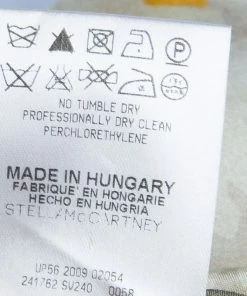 P
NO TUMBLE DRY
PROFESSIONALLY DRY CLEAN
PERCHLORETHYLENE
MADE IN HUNGARY
FABRIQUÉ EN HONGARIE
HECHO EN HUNGRIA
STELLA McCARTNEY
UP56 2009 02054
241762 SV240 0068